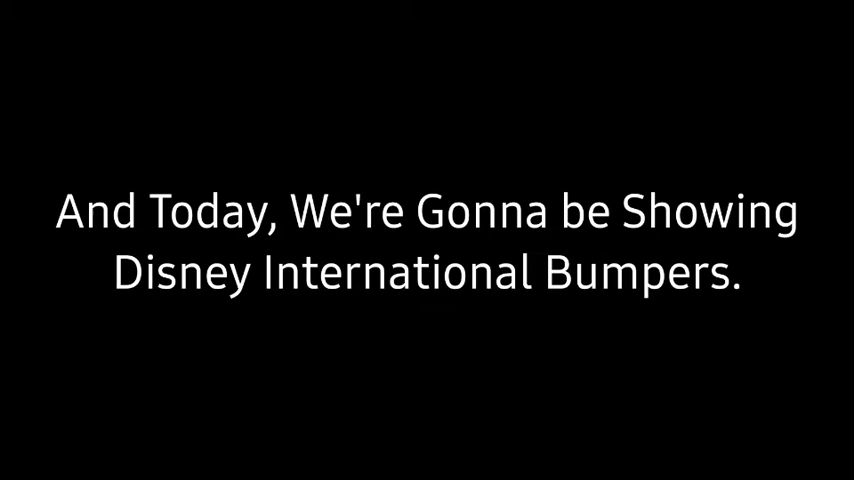 And Today, We're Gonna be Showing
Disney International Bumpers.